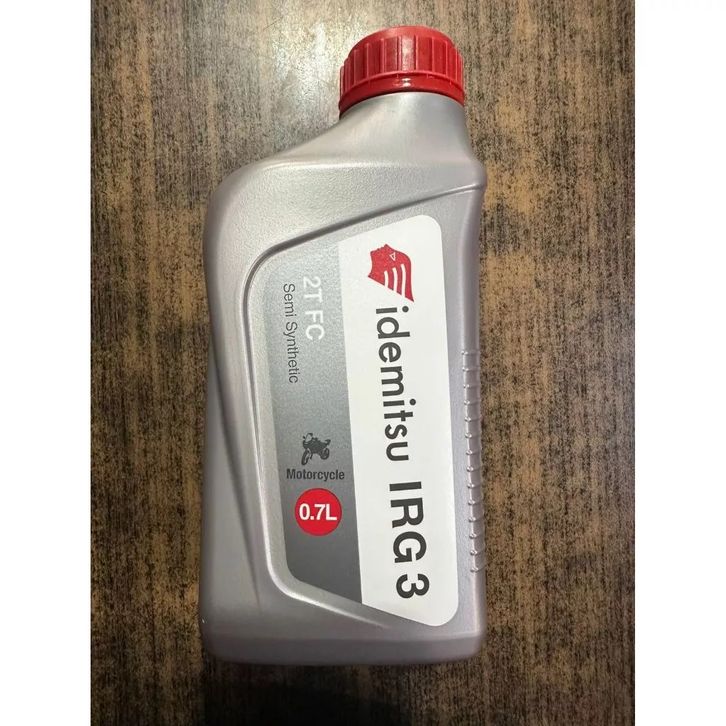 idemitsu IRG 3
2T FC
Semi Synthetic
Motorcycle
0.7L